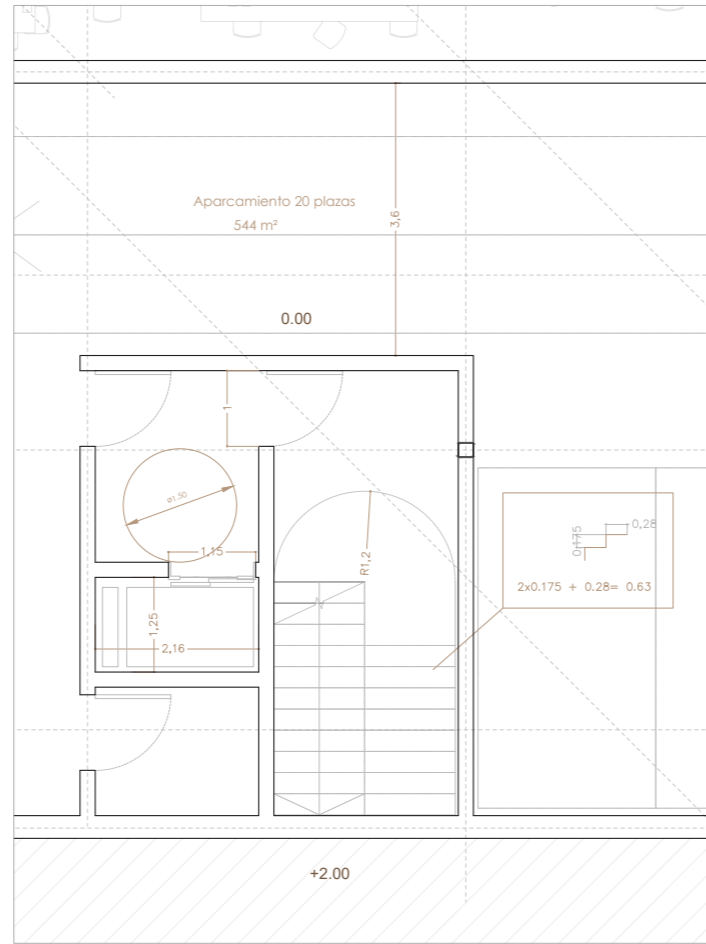 Aparcamiento 20 plazas
544 m²
3,6
0.00
1
ø1.50
1,15
R1,2
0,175
0,28
2x0.175 + 0.28= 0.63
1,25
2,16
+2.00